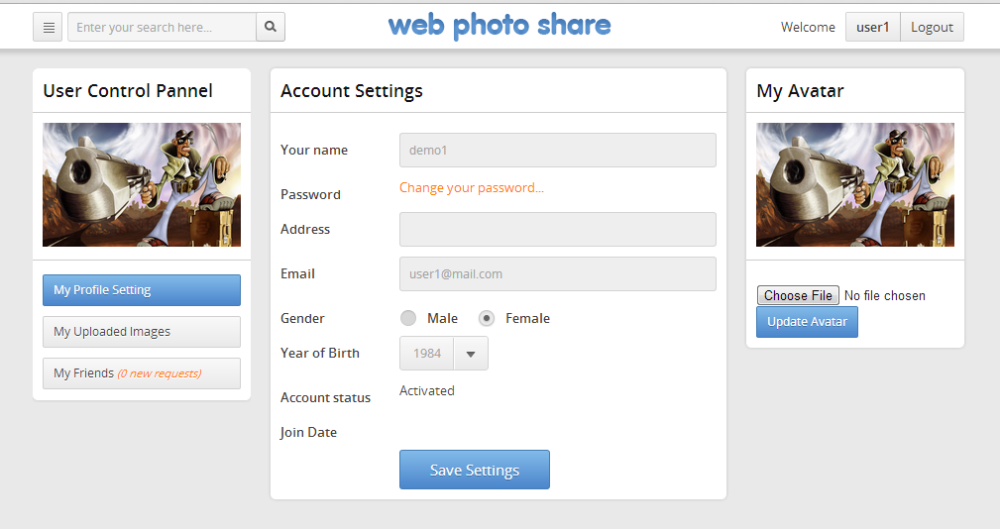 Enter your search here...
web photo share
Welcome user1 Logout
User Control Pannel
My Profile Setting
My Uploaded Images
My Friends (0 new requests)
Account Settings
Your name demo1
Password Change your password...
Address
Email user1@mail.com
Gender Male Female
Year of Birth 1984
Account status Activated
Join Date
Save Settings
My Avatar
Choose File No file chosen
Update Avatar